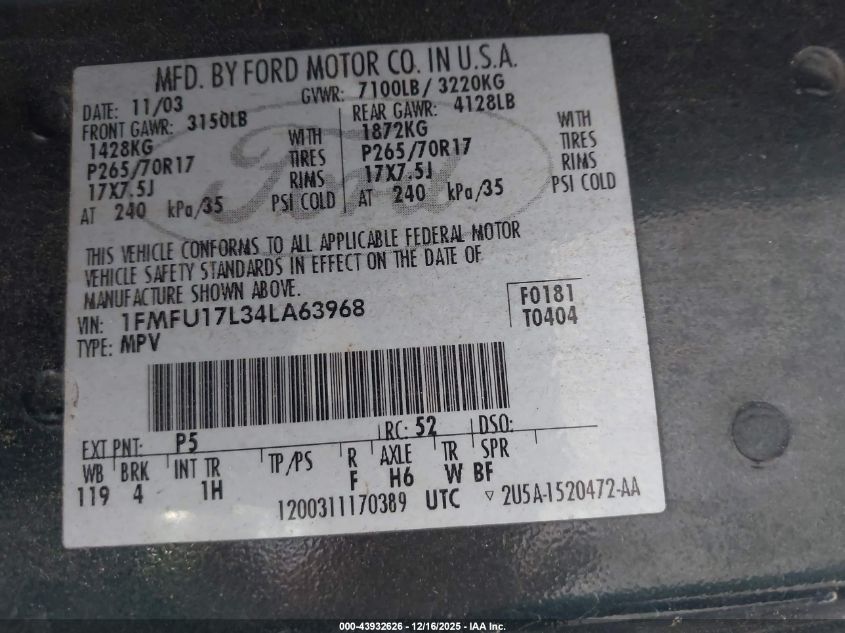 MFD. BY FORD MOTOR CO. IN U.S.A.
DATE: 11/03 GVWR: 7100LB/ 3220KG
FRONT GAWR: 3150LB REAR GAWR: 4128LB
1428KG WITH 1872KG WITH
P265/70R17 TIRES P265/70R17 TIRES
17X7.5J RIMS 17X7.5J RIMS
AT 240 kPa/35 PSI COLD AT 240 kPa/35 PSI COLD
Ford
THIS VEHICLE CONFORMS TO ALL APPLICABLE FEDERAL MOTOR
VEHICLE SAFETY STANDARDS IN EFFECT ON THE DATE OF
MANUFACTURE SHOWN ABOVE.
VIN: 1FMFU17L34LA63968 F0181
TYPE: MPV T0404
EXT PNT: P5 RC: 52 DSO:
WB BRK INT TR TP/PS R AXLE TR SPR
119 4 1H F H6 W BF
1200311170389 UTC ▽ 2U5A-1520472-AA
000-43932626 - 12/16/2025 - IAA Inc.